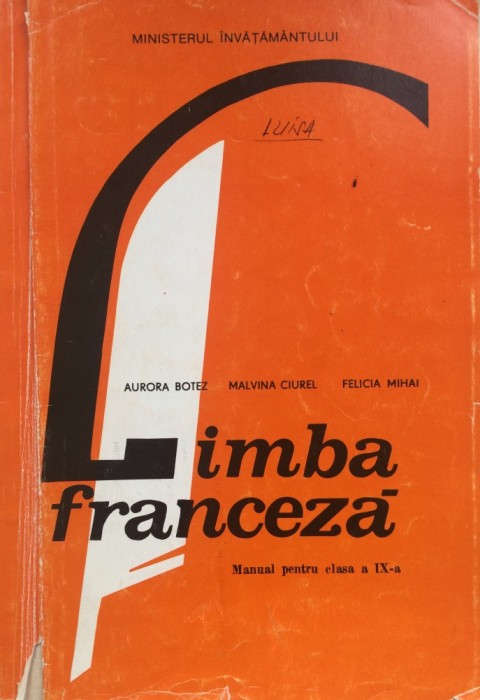 MINISTERUL ÎNVĂȚĂMÂNTULUI
LUISA
AURORA BOTEZ MALVINA CIUREL FELICIA MIHAI
Limba
franceză
Manual pentru clasa a IX-a